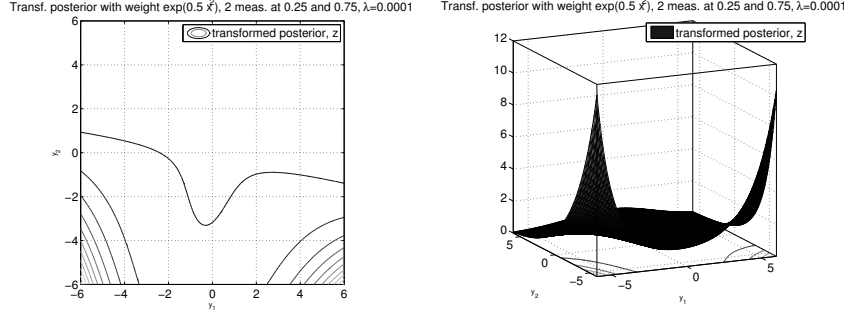 Transf. posterior with weight exp(0.5 x²), 2 meas. at 0.25 and 0.75, λ=0.0001
transformed posterior, z
6
4
2
0
−2
−4
−6
y₂
−6 −4 −2 0 2 4 6
y₁
Transf. posterior with weight exp(0.5 x²), 2 meas. at 0.25 and 0.75, λ=0.0001
transformed posterior, z
12
10
8
6
4
2
0
5
0
−5
y₂
−5 0 5
y₁